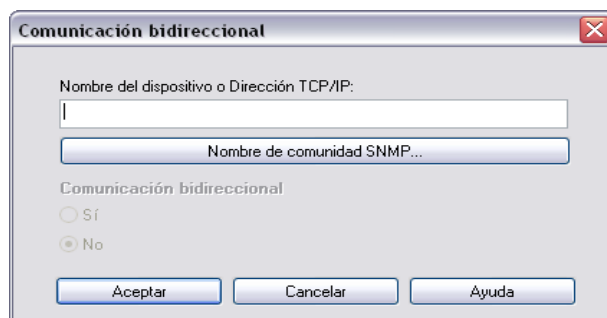 Comunicación bidireccional
Nombre del dispositivo o Dirección TCP/IP:
Nombre de comunidad SNMP...
Comunicación bidireccional
Sí
No
Aceptar Cancelar Ayuda